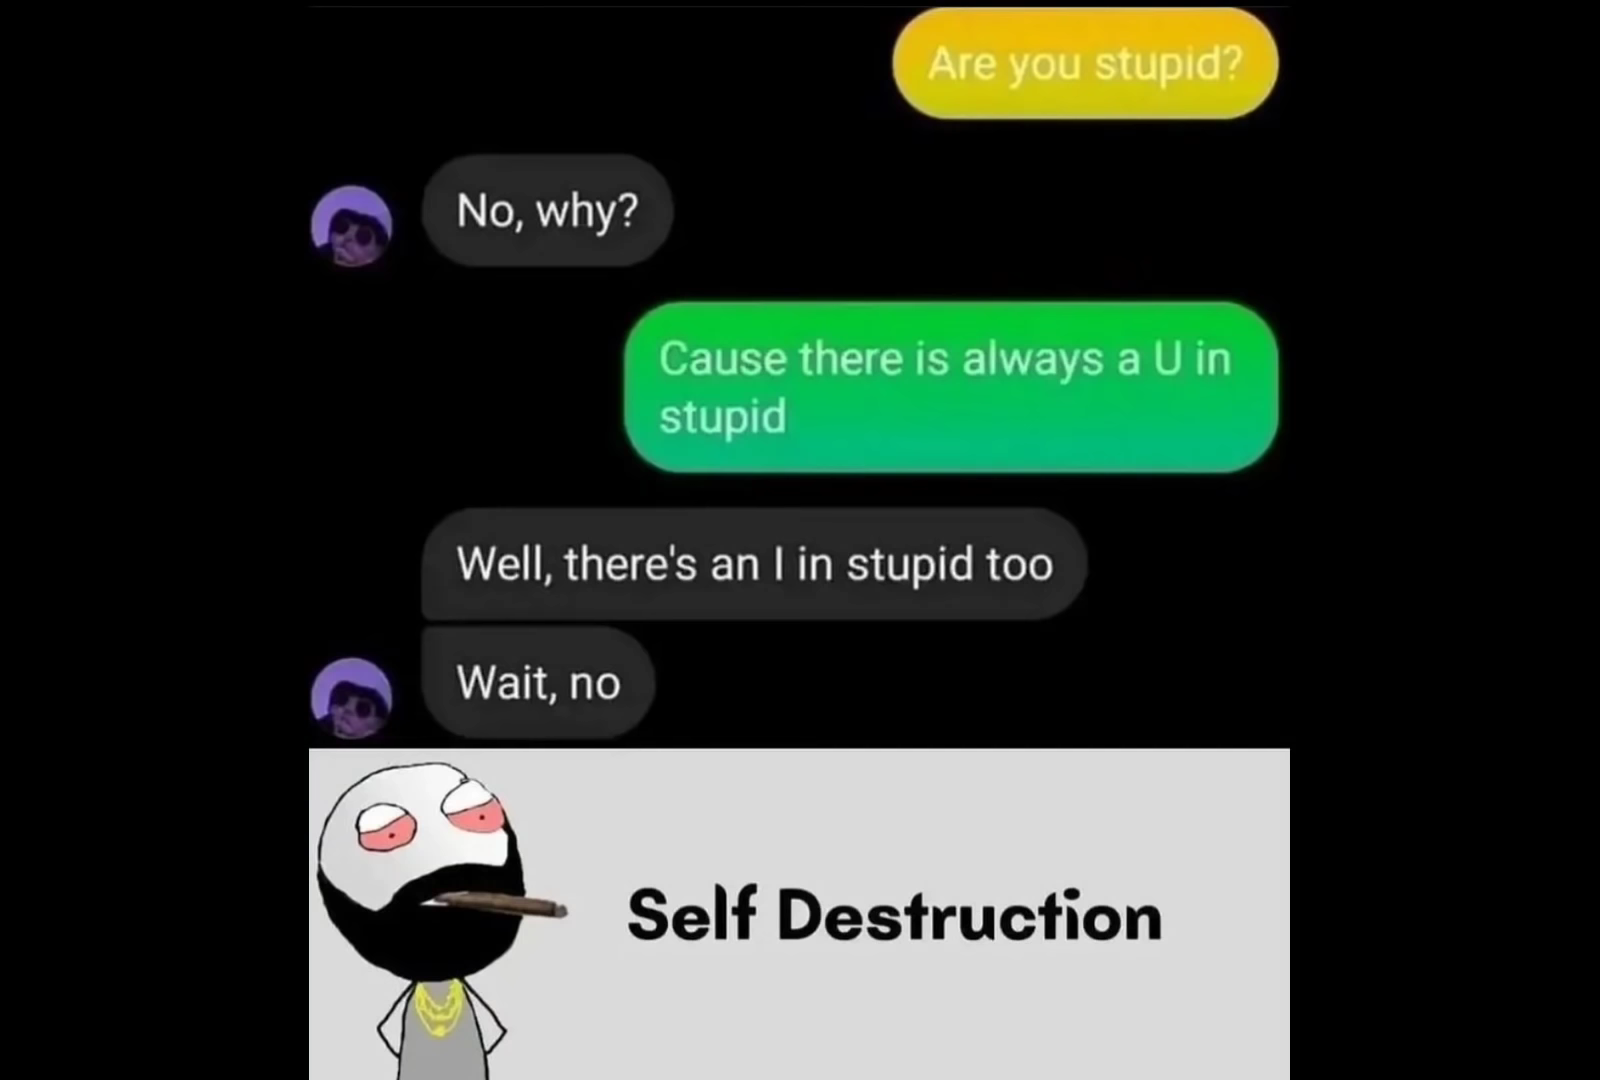 Are you stupid?
No, why?
Cause there is always a U in
stupid
Well, there's an I in stupid too
Wait, no
Self Destruction